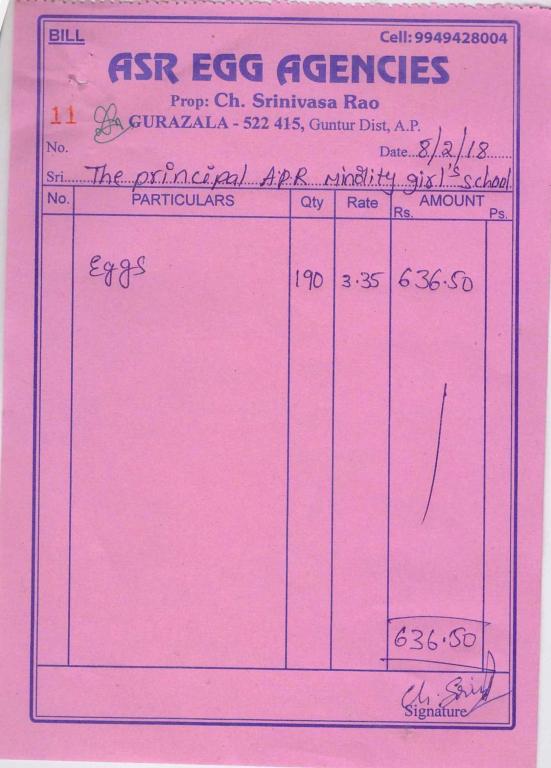 BILL
Cell: 9949428004
ASR EGG AGENCIES
Prop: Ch. Srinivasa Rao
11
GURAZALA - 522 415, Guntur Dist, A.P.
No.
Date 8/2/18
Sri The principal A.P.R minolity girl's school
No. PARTICULARS Qty Rate AMOUNT
Rs. Ps.
Eggs 190 3.35 636.50
636.50
Ch. Srini
Signature